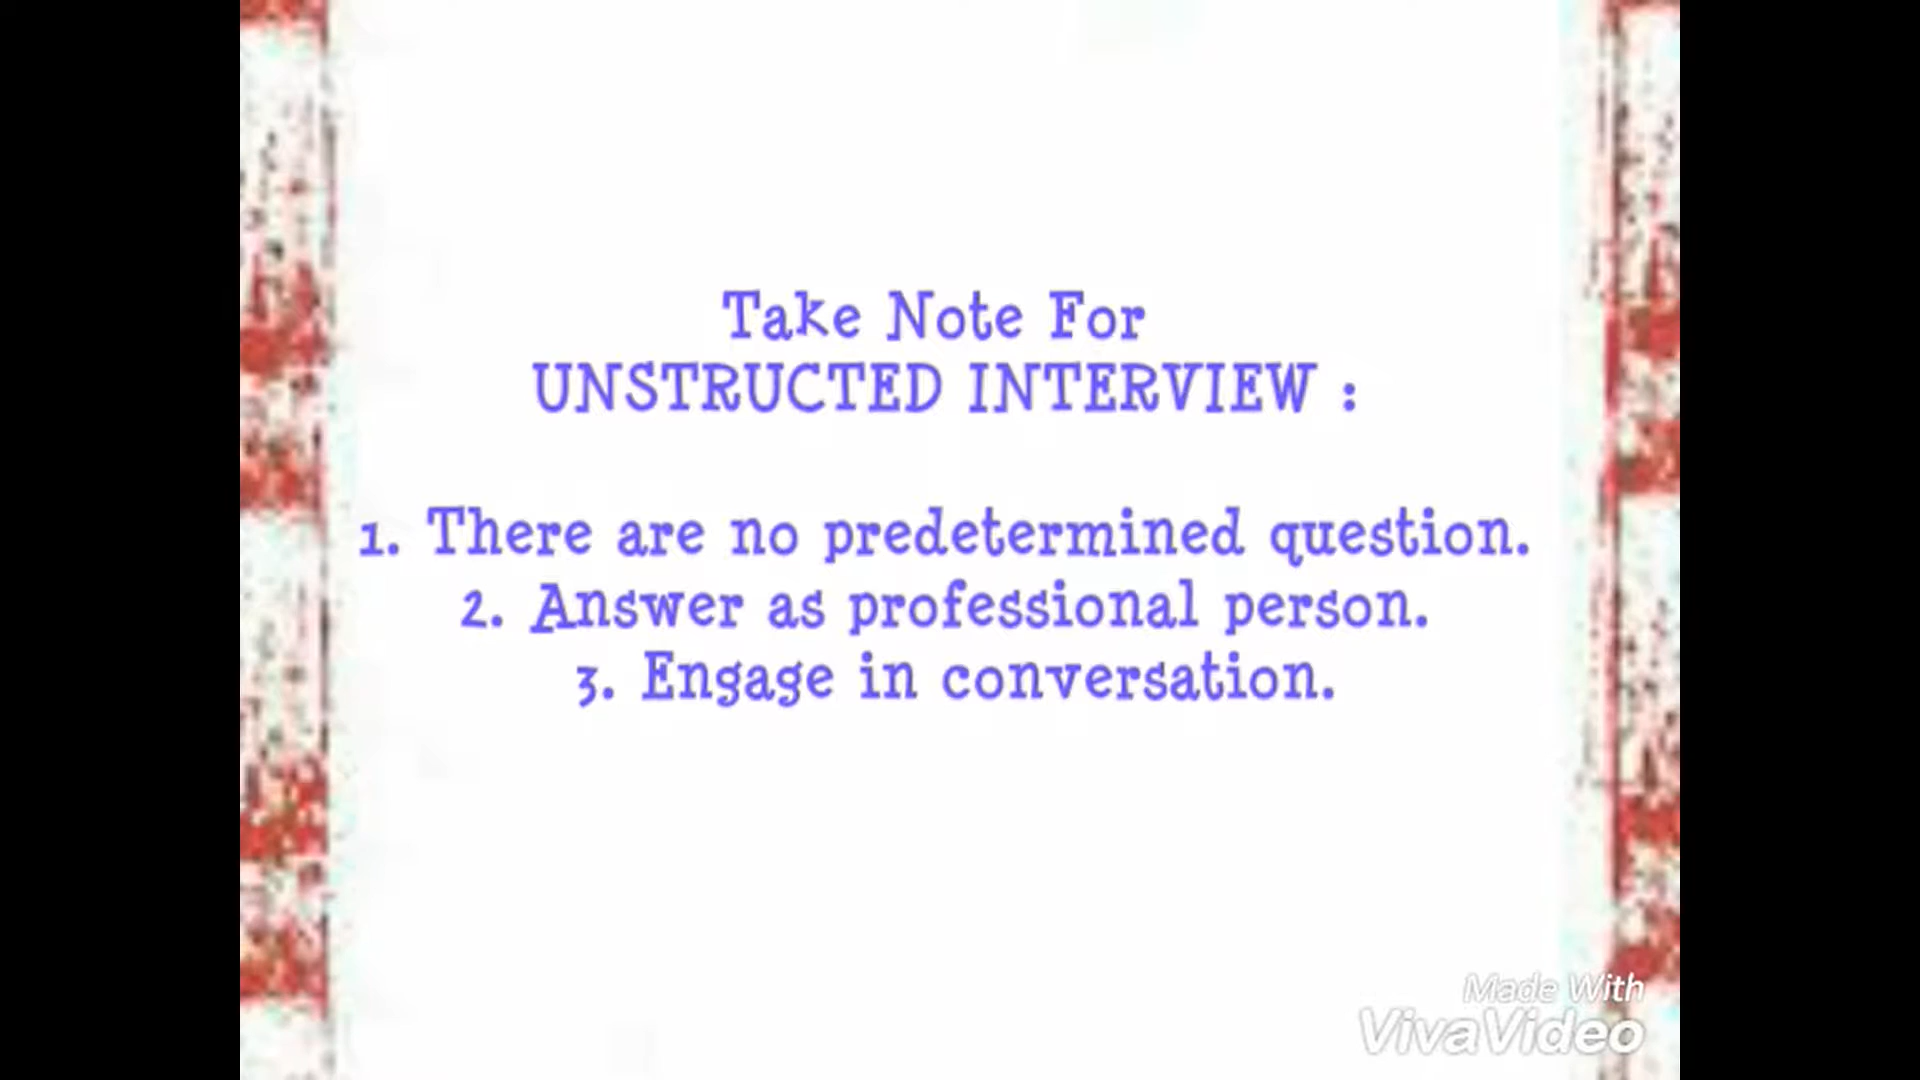 Take Note For
UNSTRUCTED INTERVIEW :
1. There are no predetermined question.
2. Answer as professional person.
3. Engage in conversation.
Made With
VivaVideo